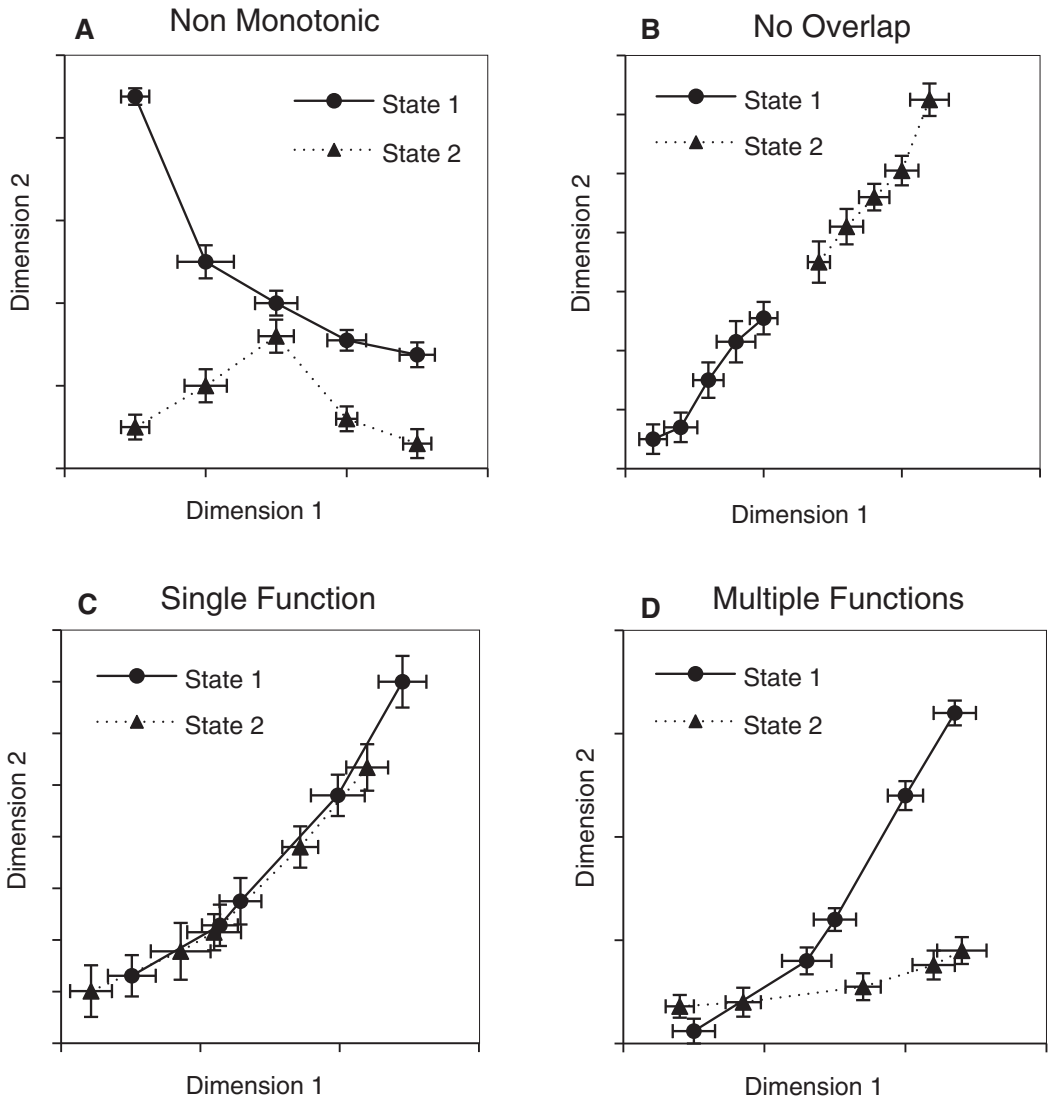 A
Non Monotonic
State 1
State 2
Dimension 2
Dimension 1
B
No Overlap
State 1
State 2
Dimension 2
Dimension 1
C
Single Function
State 1
State 2
Dimension 2
Dimension 1
D
Multiple Functions
State 1
State 2
Dimension 2
Dimension 1